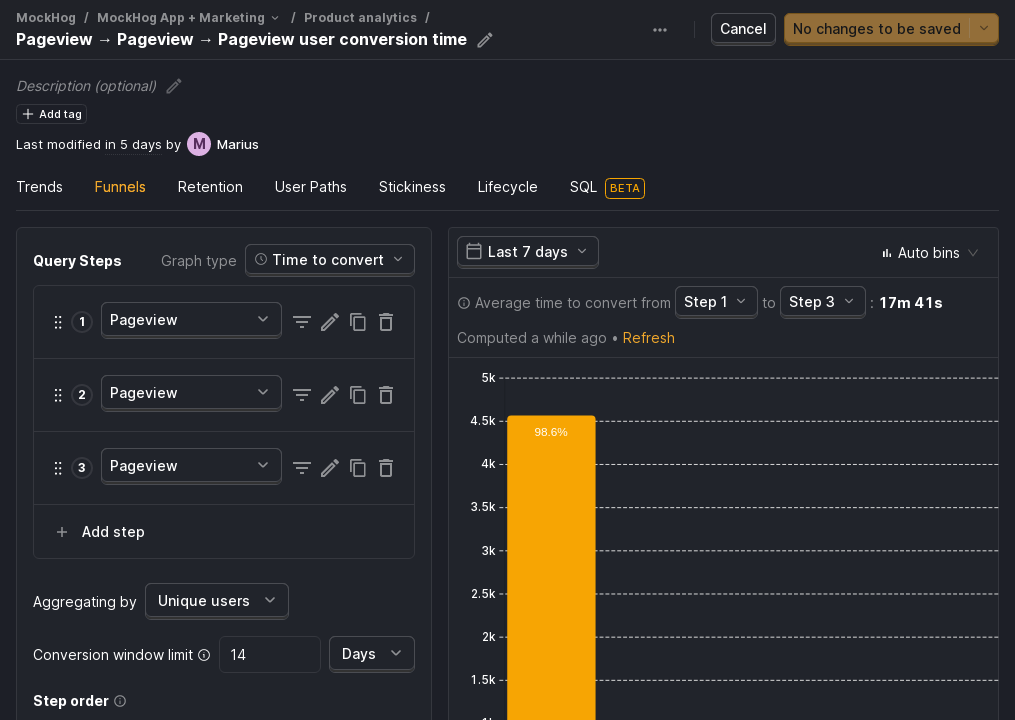 MockHog / MockHog App + Marketing / Product analytics /
Pageview → Pageview → Pageview user conversion time
Cancel
No changes to be saved
Description (optional)
Add tag
Last modified in 5 days by M Marius
Trends Funnels Retention User Paths Stickiness Lifecycle SQL BETA
Query Steps
Graph type
Time to convert
1 Pageview
2 Pageview
3 Pageview
Add step
Aggregating by Unique users
Conversion window limit 14 Days
Step order
Last 7 days
Auto bins
Average time to convert from Step 1 to Step 3 : 17m 41s
Computed a while ago • Refresh
5k
4.5k
98.6%
4k
3.5k
3k
2.5k
2k
1.5k